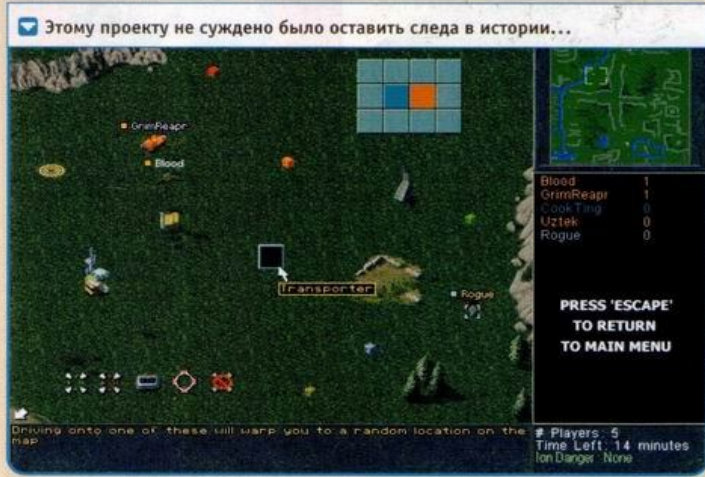 Этому проекту не суждено было оставить следа в истории...
GrimReapr
Blood
Transporter
Rogue
Driving onto one of these will warp you to a random location on the
map
Blood 1
GrimReapr 1
CookTing 0
Uztek 0
Rogue 0
PRESS 'ESCAPE'
TO RETURN
TO MAIN MENU
# Players: 5
Time Left: 14 minutes
Ion Danger: None